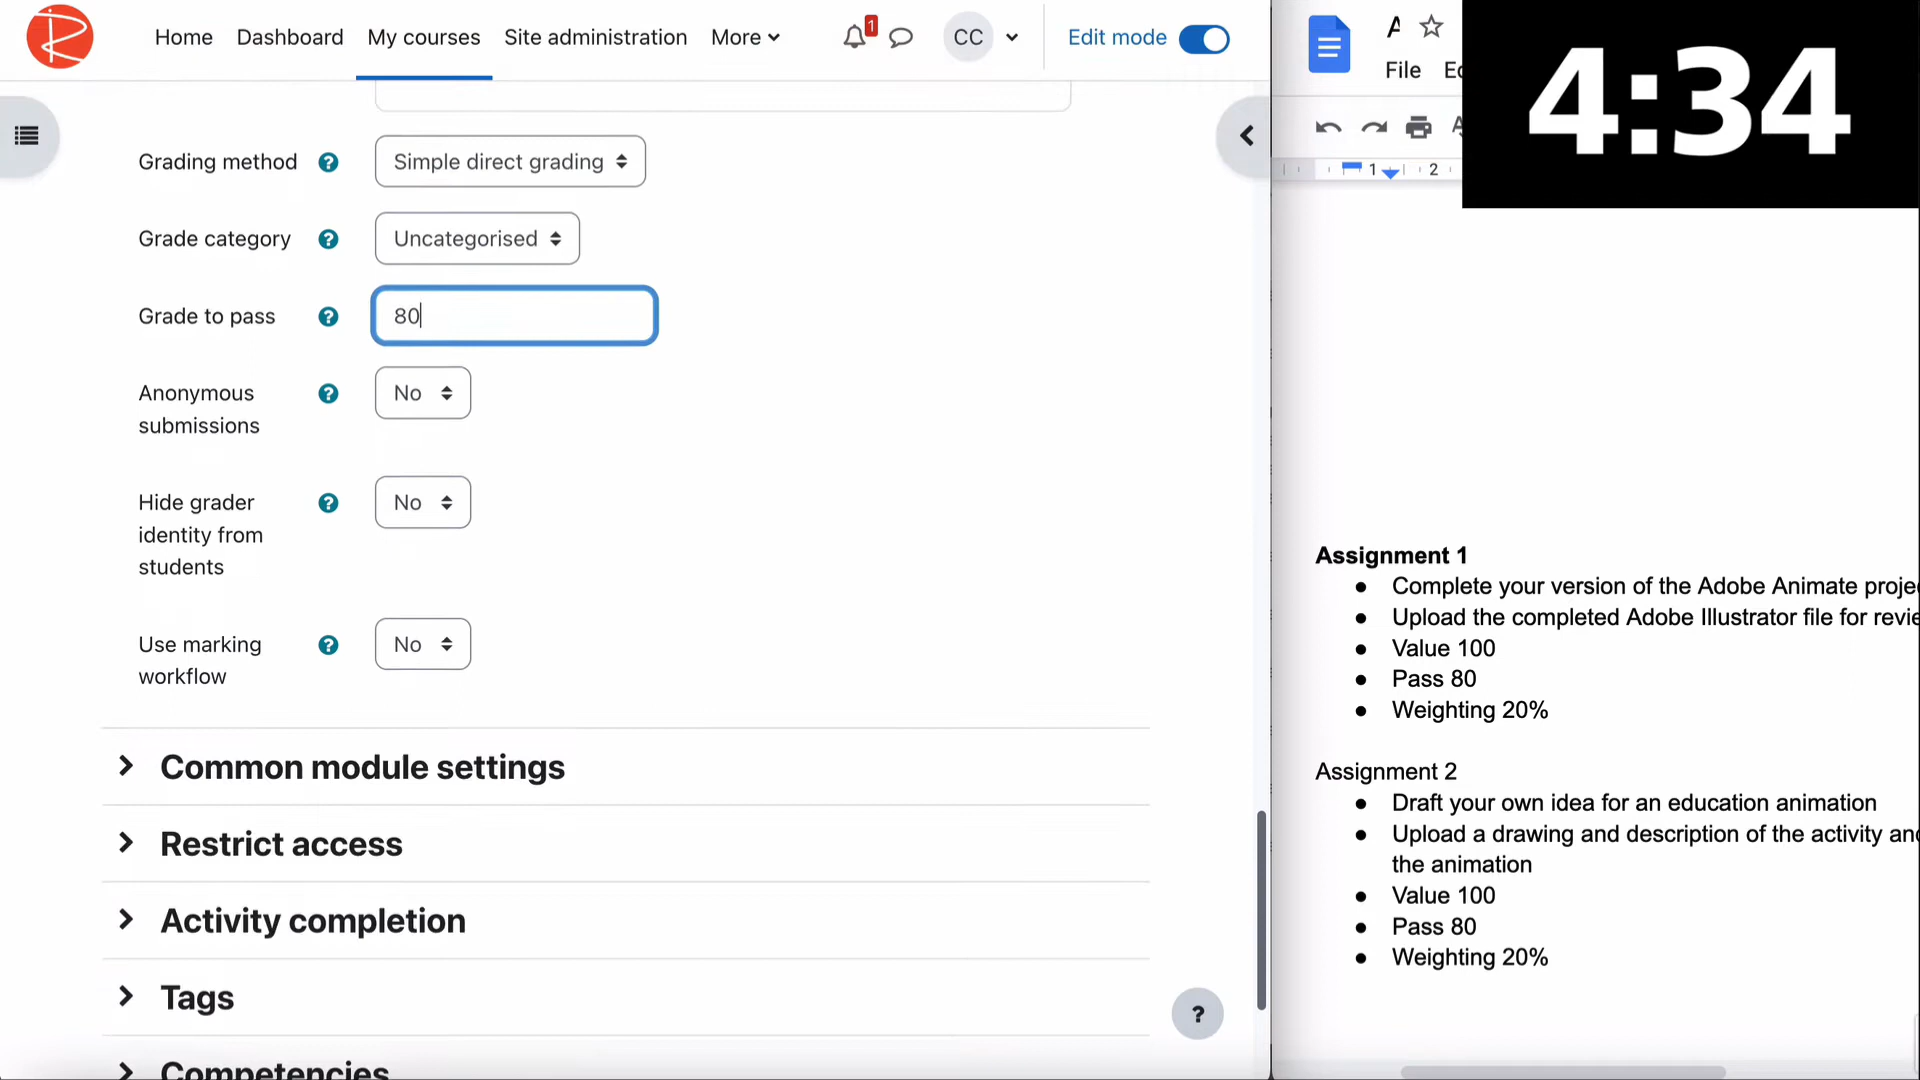 Home Dashboard My courses Site administration More 1 CC Edit mode
Grading method ? Simple direct grading
Grade category ? Uncategorised
Grade to pass ? 80
Anonymous ? No
submissions
Hide grader ? No
identity from
students
Use marking ? No
workflow
Common module settings
Restrict access
Activity completion
Tags
Competencies
?
File
4:34
1 2
Assignment 1
● Complete your version of the Adobe Animate
● Upload the completed Adobe Illustrator file for
● Value 100
● Pass 80
● Weighting 20%
Assignment 2
● Draft your own idea for an education animation
● Upload a drawing and description of the activity
the animation
● Value 100
● Pass 80
● Weighting 20%